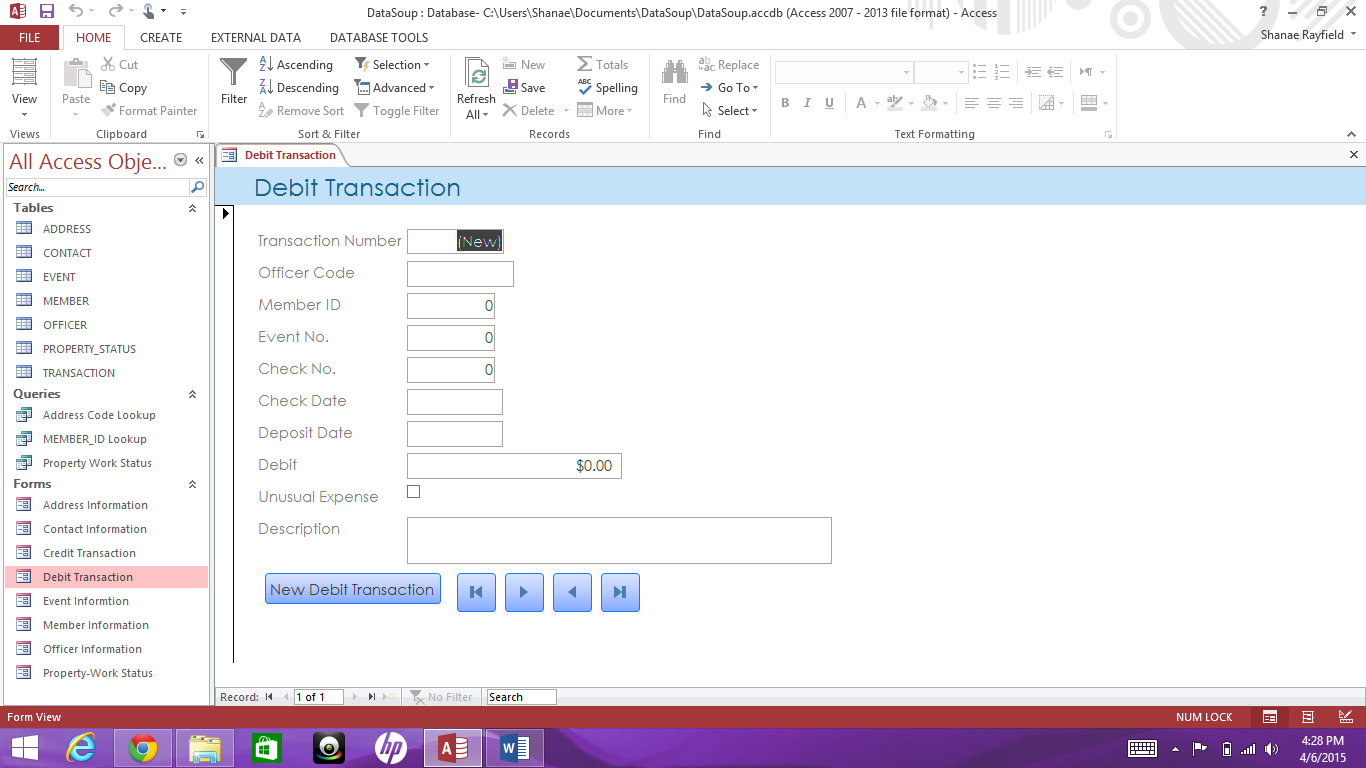 DataSoup : Database- C:\Users\Shanae\Documents\DataSoup\DataSoup.accdb (Access 2007 - 2013 file format) - Access
FILE HOME CREATE EXTERNAL DATA DATABASE TOOLS Shanae Rayfield
View
Views
Paste
Cut
Copy
Format Painter
Clipboard
Filter
Ascending
Descending
Remove Sort
Selection
Advanced
Toggle Filter
Sort & Filter
Refresh
All
New
Save
Delete
Totals
Spelling
More
Records
Find
Replace
Go To
Select
Find
B I U A
Text Formatting
All Access Obje...
Search...
Tables
ADDRESS
CONTACT
EVENT
MEMBER
OFFICER
PROPERTY_STATUS
TRANSACTION
Queries
Address Code Lookup
MEMBER_ID Lookup
Property Work Status
Forms
Address Information
Contact Information
Credit Transaction
Debit Transaction
Event Informtion
Member Information
Officer Information
Property-Work Status
Debit Transaction
Debit Transaction
Transaction Number (New)
Officer Code
Member ID 0
Event No. 0
Check No. 0
Check Date
Deposit Date
Debit $0.00
Unusual Expense
Description
New Debit Transaction
Record: 1 of 1 No Filter Search
Form View NUM LOCK
4:28 PM
4/6/2015